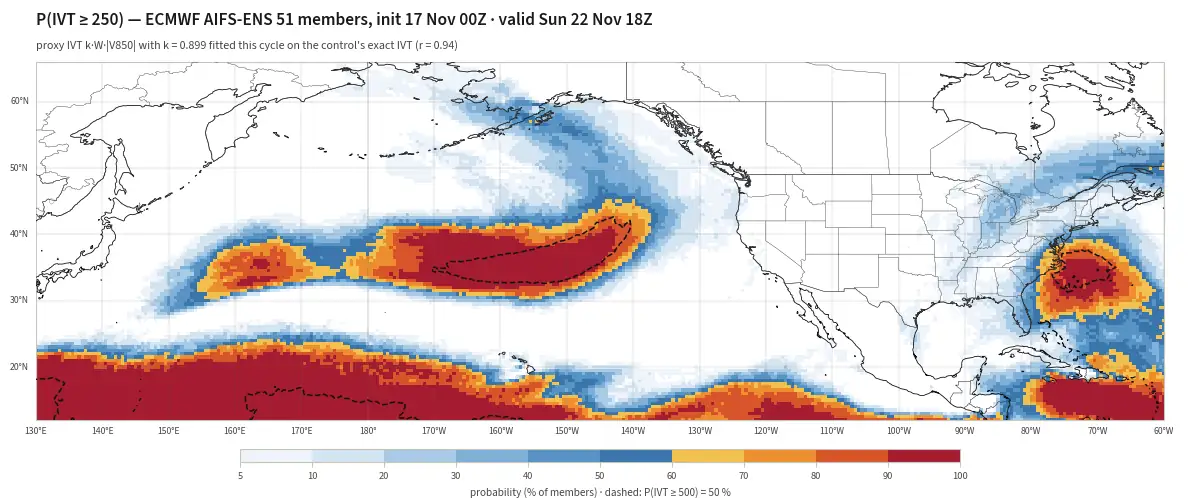 P(IVT ≥ 250) — ECMWF AIFS-ENS 51 members, init 17 Nov 00Z · valid Sun 22 Nov 18Z
proxy IVT k·W·|V850| with k = 0.899 fitted this cycle on the control's exact IVT (r = 0.94)
60°N
50°N
40°N
30°N
20°N
130°E 140°E 150°E 160°E 170°E 180° 170°W 160°W 150°W 140°W 130°W 120°W 110°W 100°W 90°W 80°W 70°W 60°W
5 10 20 30 40 50 60 70 80 90 100
probability (% of members) · dashed: P(IVT ≥ 500) = 50 %